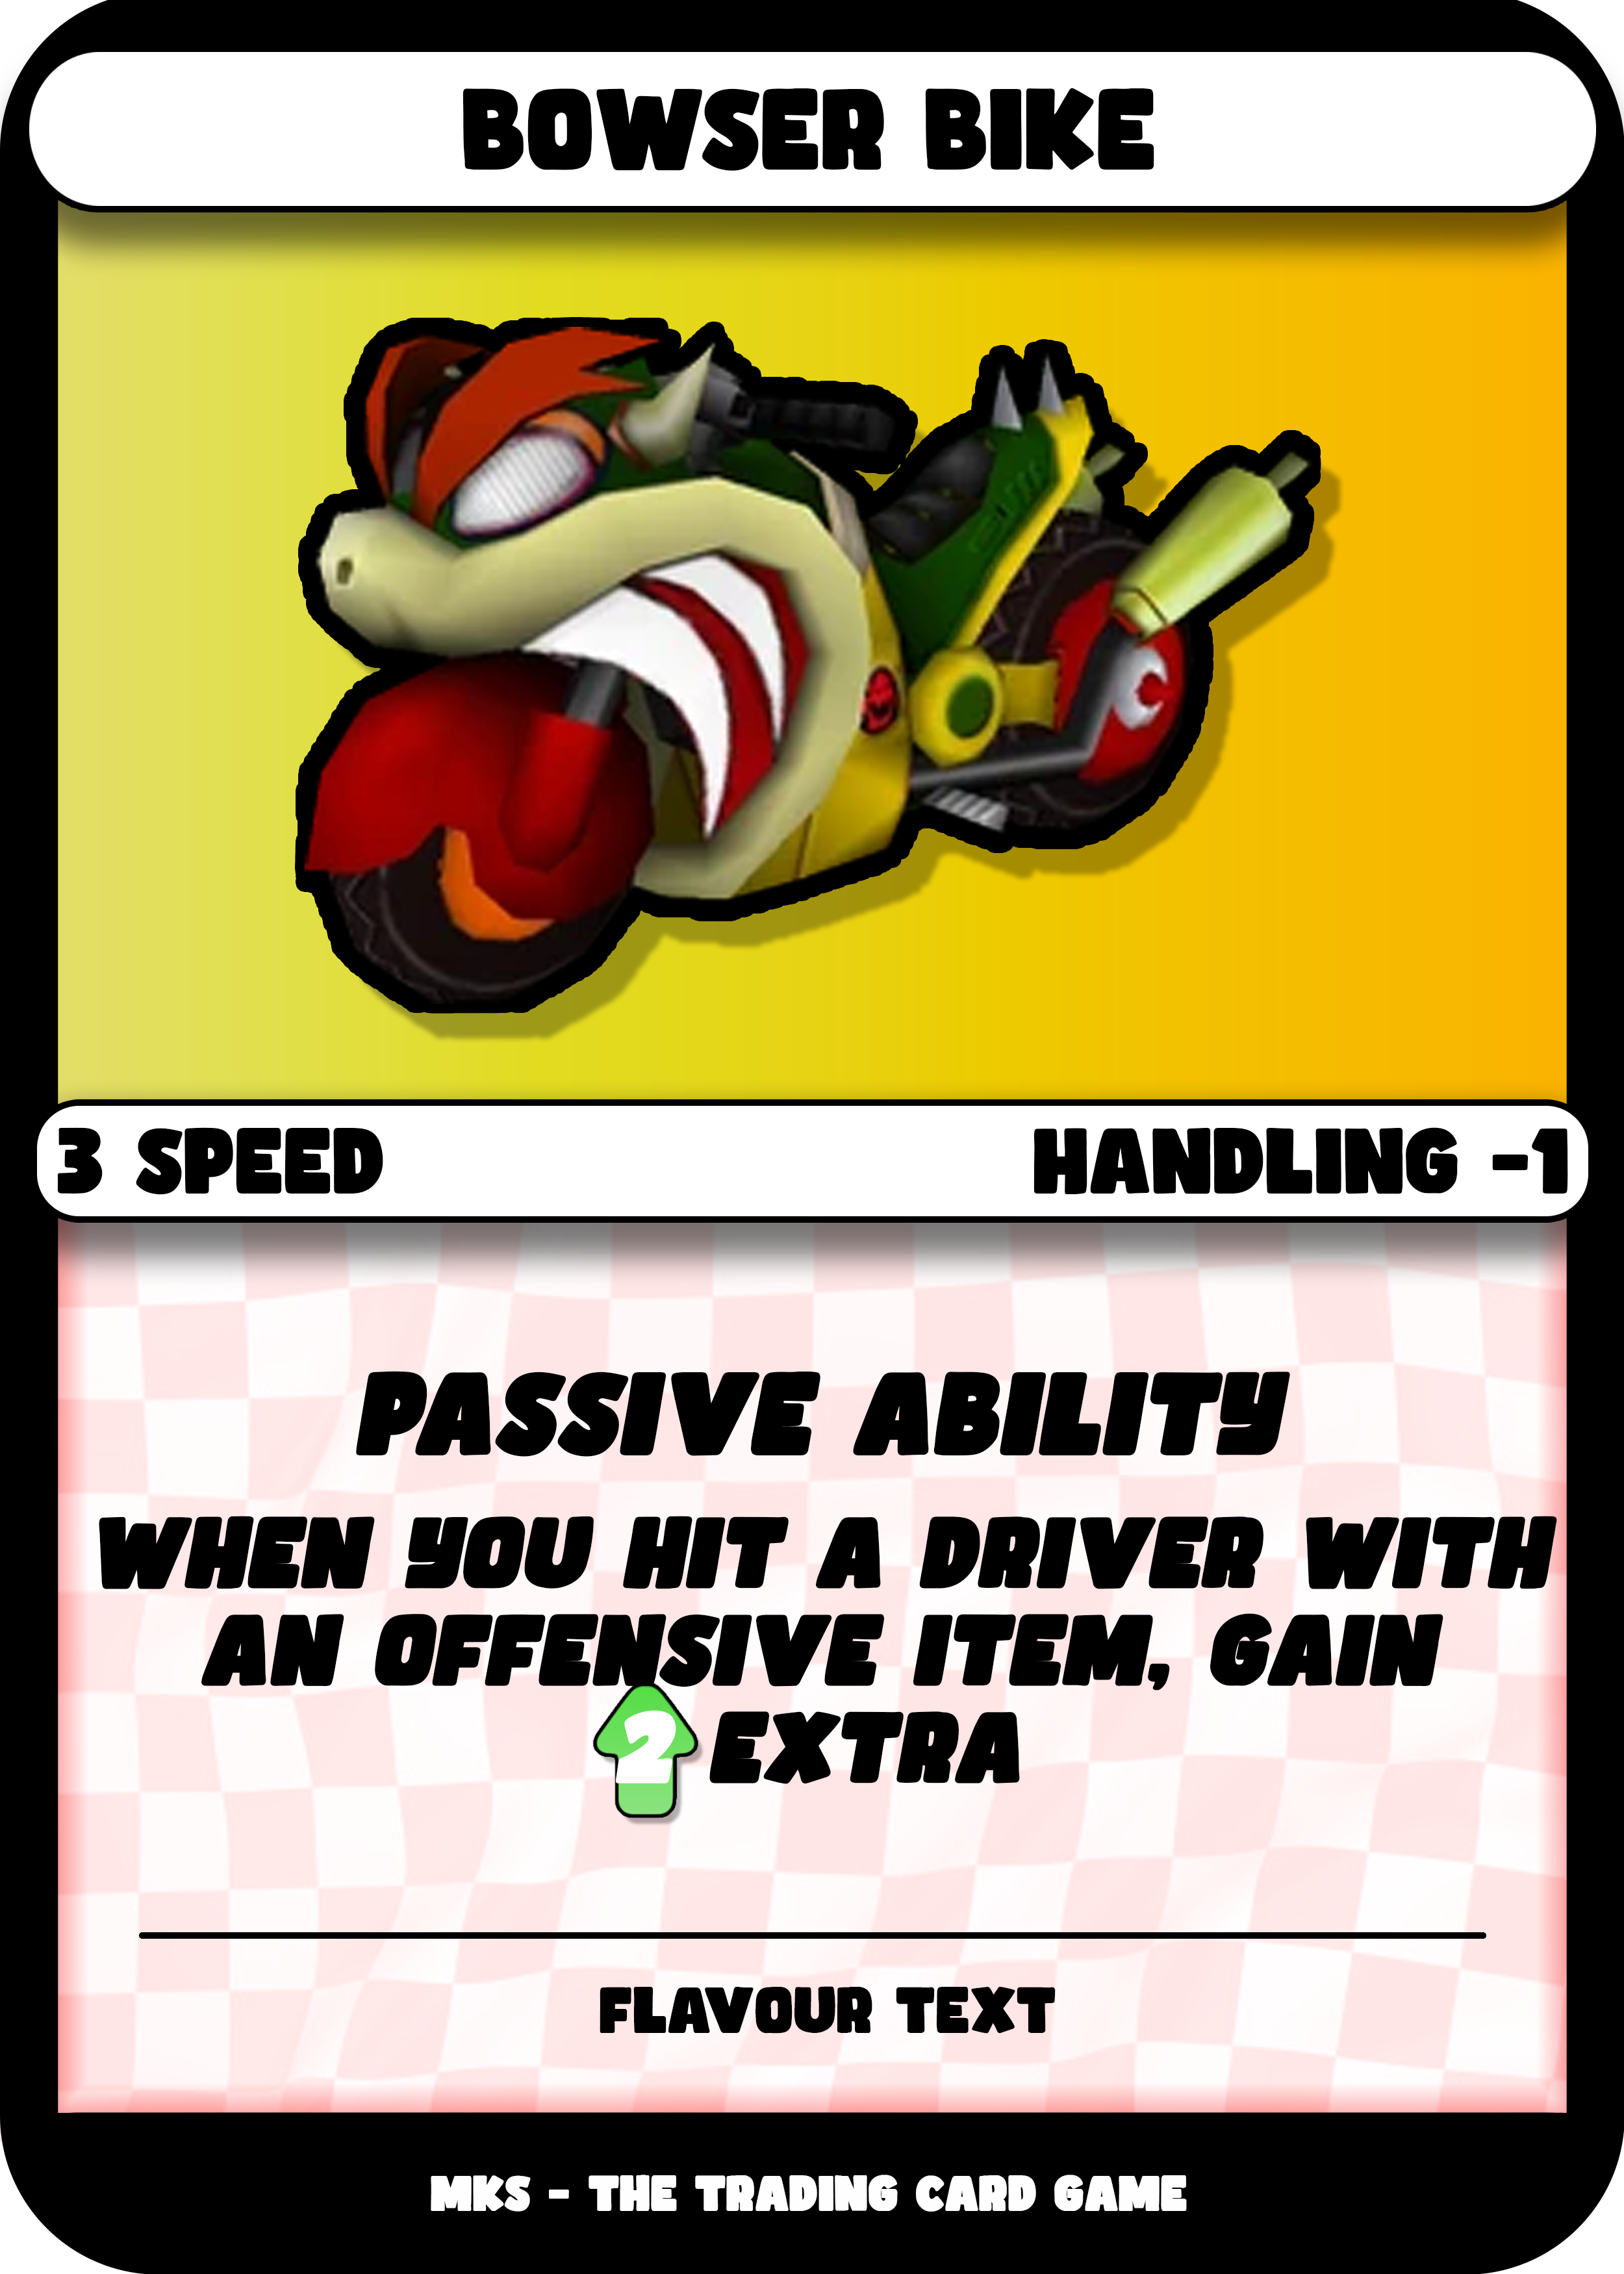 BOWSER BIKE
3 SPEED
HANDLING -1
PASSIVE ABILITY
WHEN YOU HIT A DRIVER WITH
AN OFFENSIVE ITEM, GAIN
2 EXTRA
FLAVOUR TEXT
MKS - THE TRADING CARD GAME